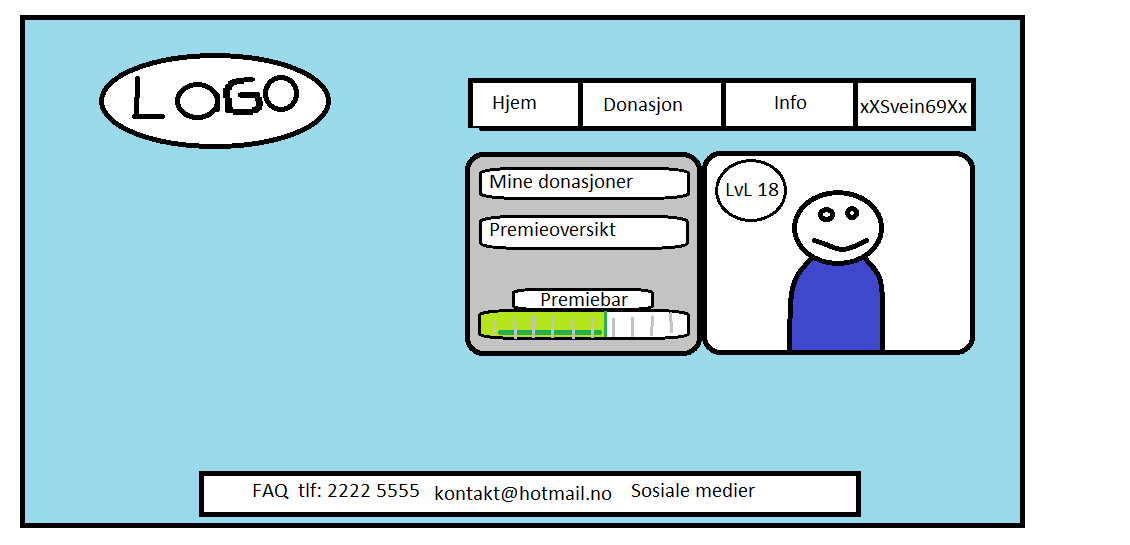 LOGO
Hjem Donasjon Info xXSvein69Xx
Mine donasjoner
LvL 18
Premieoversikt
Premiebar
FAQ tlf: 2222 5555 kontakt@hotmail.no Sosiale medier